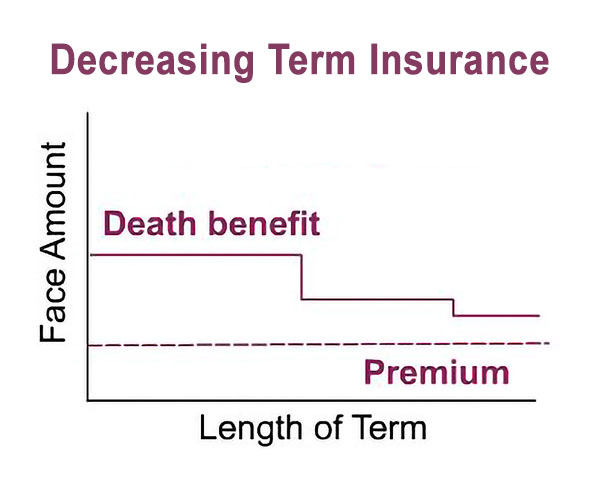 Decreasing Term Insurance
Face Amount
Death benefit
Premium
Length of Term